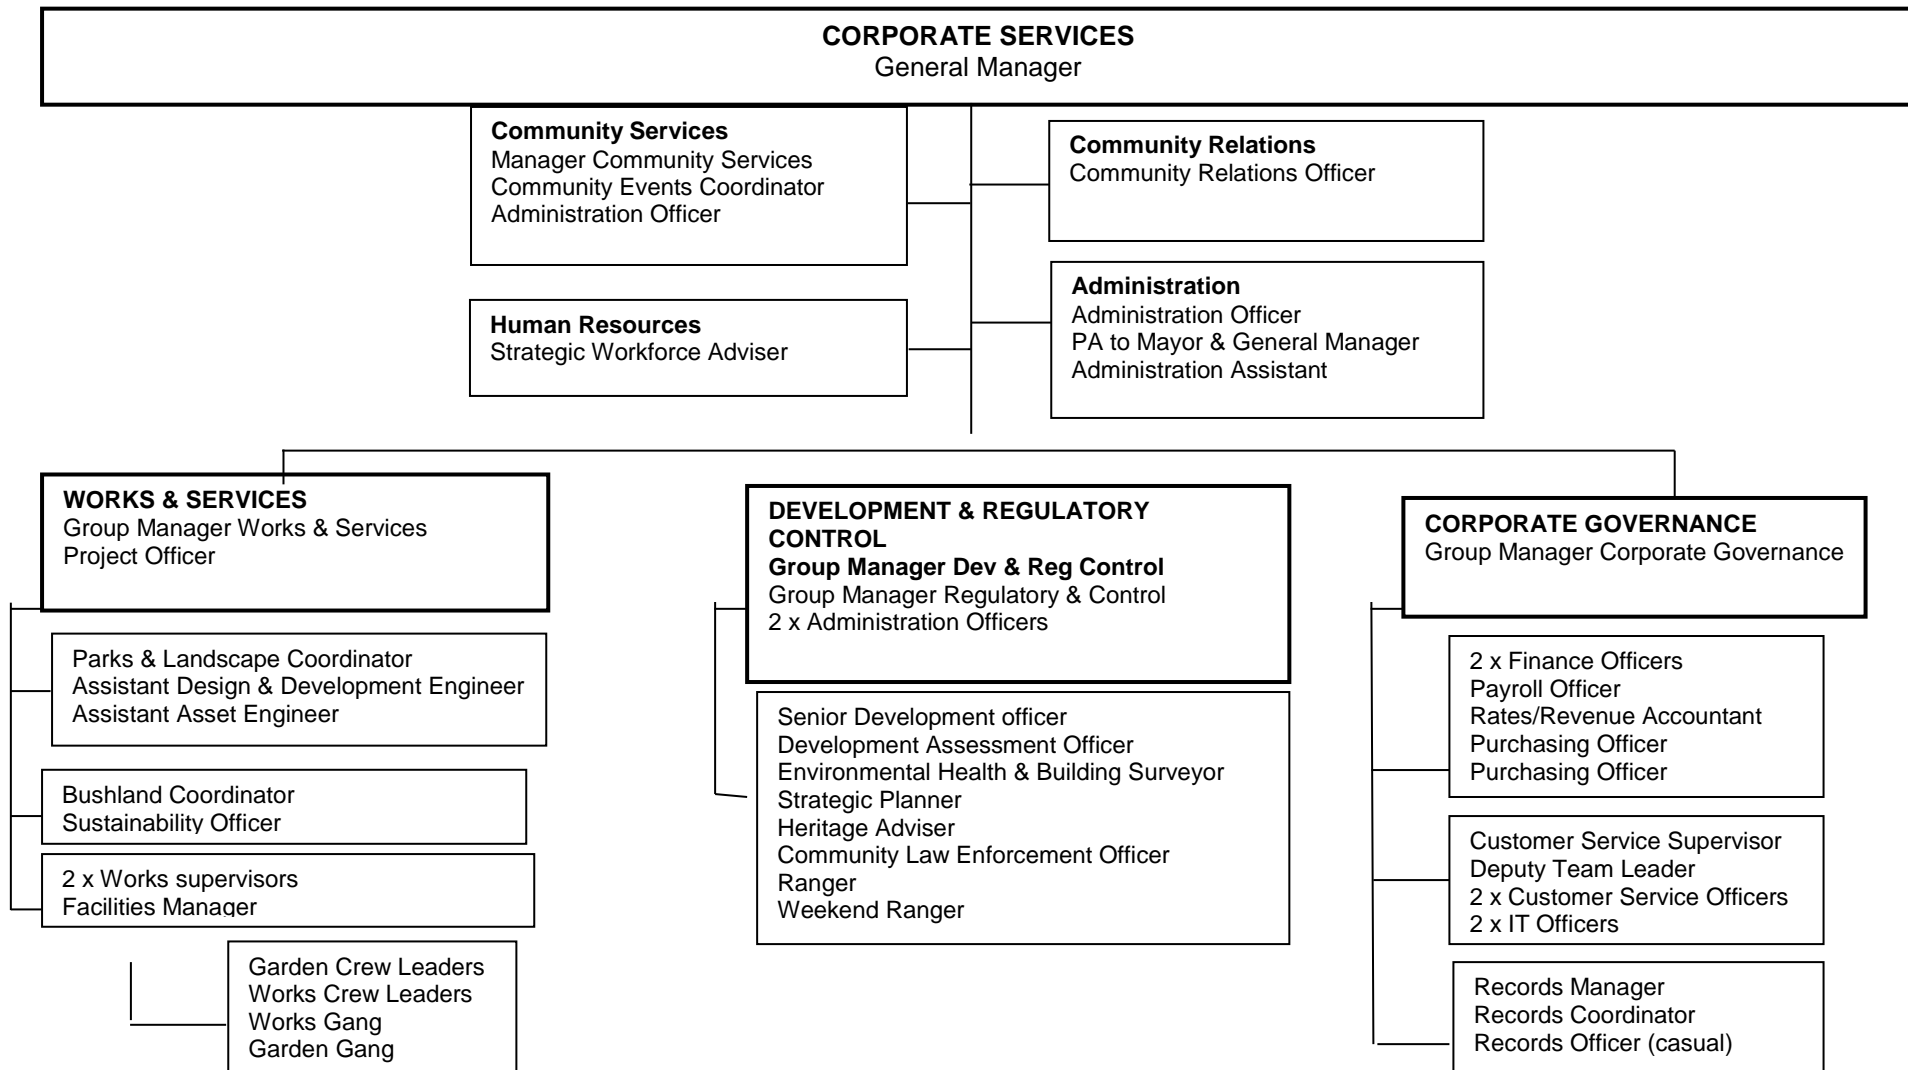 CORPORATE SERVICES
General Manager
Community Services
Manager Community Services
Community Events Coordinator
Administration Officer
Community Relations
Community Relations Officer
Human Resources
Strategic Workforce Adviser
Administration
Administration Officer
PA to Mayor & General Manager
Administration Assistant
WORKS & SERVICES
Group Manager Works & Services
Project Officer
Parks & Landscape Coordinator
Assistant Design & Development Engineer
Assistant Asset Engineer
Bushland Coordinator
Sustainability Officer
2 x Works supervisors
Facilities Manager
Garden Crew Leaders
Works Crew Leaders
Works Gang
Garden Gang
DEVELOPMENT & REGULATORY
CONTROL
Group Manager Dev & Reg Control
Group Manager Regulatory & Control
2 x Administration Officers
Senior Development officer
Development Assessment Officer
Environmental Health & Building Surveyor
Strategic Planner
Heritage Adviser
Community Law Enforcement Officer
Ranger
Weekend Ranger
CORPORATE GOVERNANCE
Group Manager Corporate Governance
2 x Finance Officers
Payroll Officer
Rates/Revenue Accountant
Purchasing Officer
Purchasing Officer
Customer Service Supervisor
Deputy Team Leader
2 x Customer Service Officers
2 x IT Officers
Records Manager
Records Coordinator
Records Officer (casual)